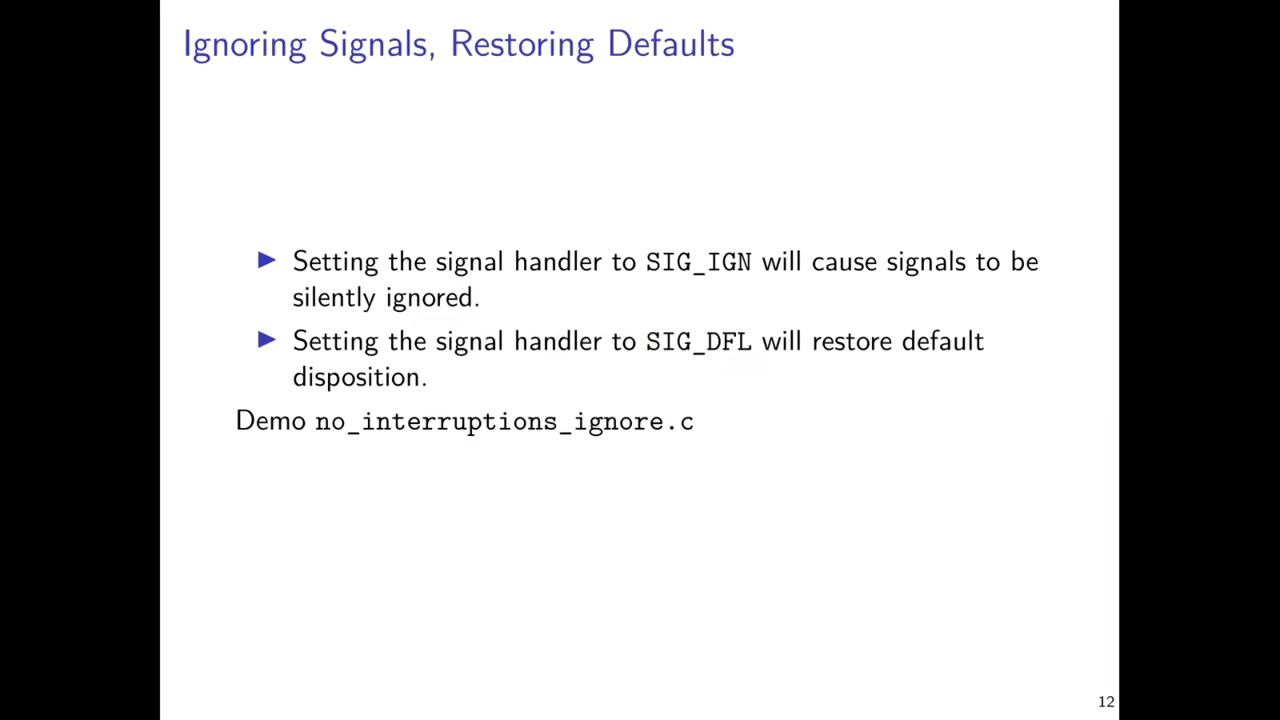 Ignoring Signals, Restoring Defaults
▶ Setting the signal handler to SIG_IGN will cause signals to be
silently ignored.
▶ Setting the signal handler to SIG_DFL will restore default
disposition.
Demo no_interruptions_ignore.c
12